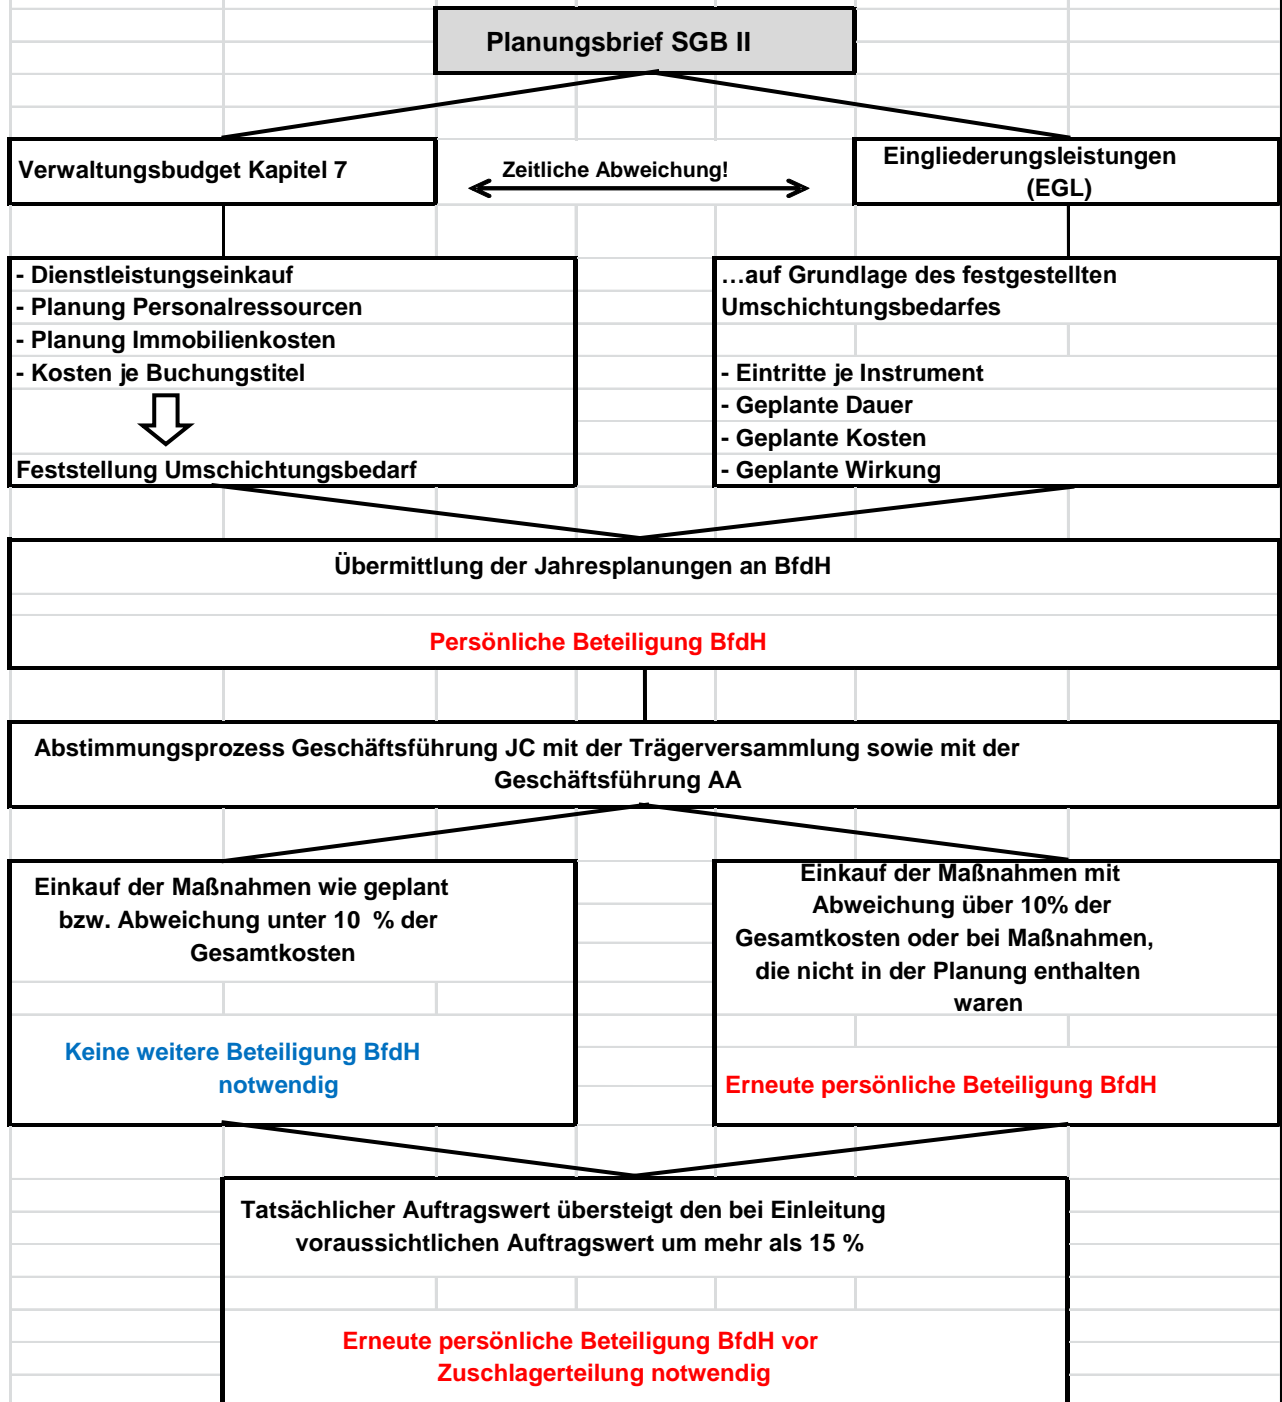 Planungsbrief SGB II
Verwaltungsbudget Kapitel 7
Zeitliche Abweichung!
Eingliederungsleistungen
(EGL)
- Dienstleistungseinkauf
- Planung Personalressourcen
- Planung Immobilienkosten
- Kosten je Buchungstitel
Feststellung Umschichtungsbedarf
…auf Grundlage des festgestellten
Umschichtungsbedarfes
- Eintritte je Instrument
- Geplante Dauer
- Geplante Kosten
- Geplante Wirkung
Übermittlung der Jahresplanungen an BfdH
Persönliche Beteiligung BfdH
Abstimmungsprozess Geschäftsführung JC mit der Trägerversammlung sowie mit der
Geschäftsführung AA
Einkauf der Maßnahmen wie geplant
bzw. Abweichung unter 10  % der
Gesamtkosten
Keine weitere Beteiligung BfdH
notwendig
Einkauf der Maßnahmen mit
Abweichung über 10% der
Gesamtkosten oder bei Maßnahmen,
die nicht in der Planung enthalten
waren
Erneute persönliche Beteiligung BfdH
Tatsächlicher Auftragswert übersteigt den bei Einleitung
voraussichtlichen Auftragswert um mehr als 15 %
Erneute persönliche Beteiligung BfdH vor
Zuschlagerteilung notwendig